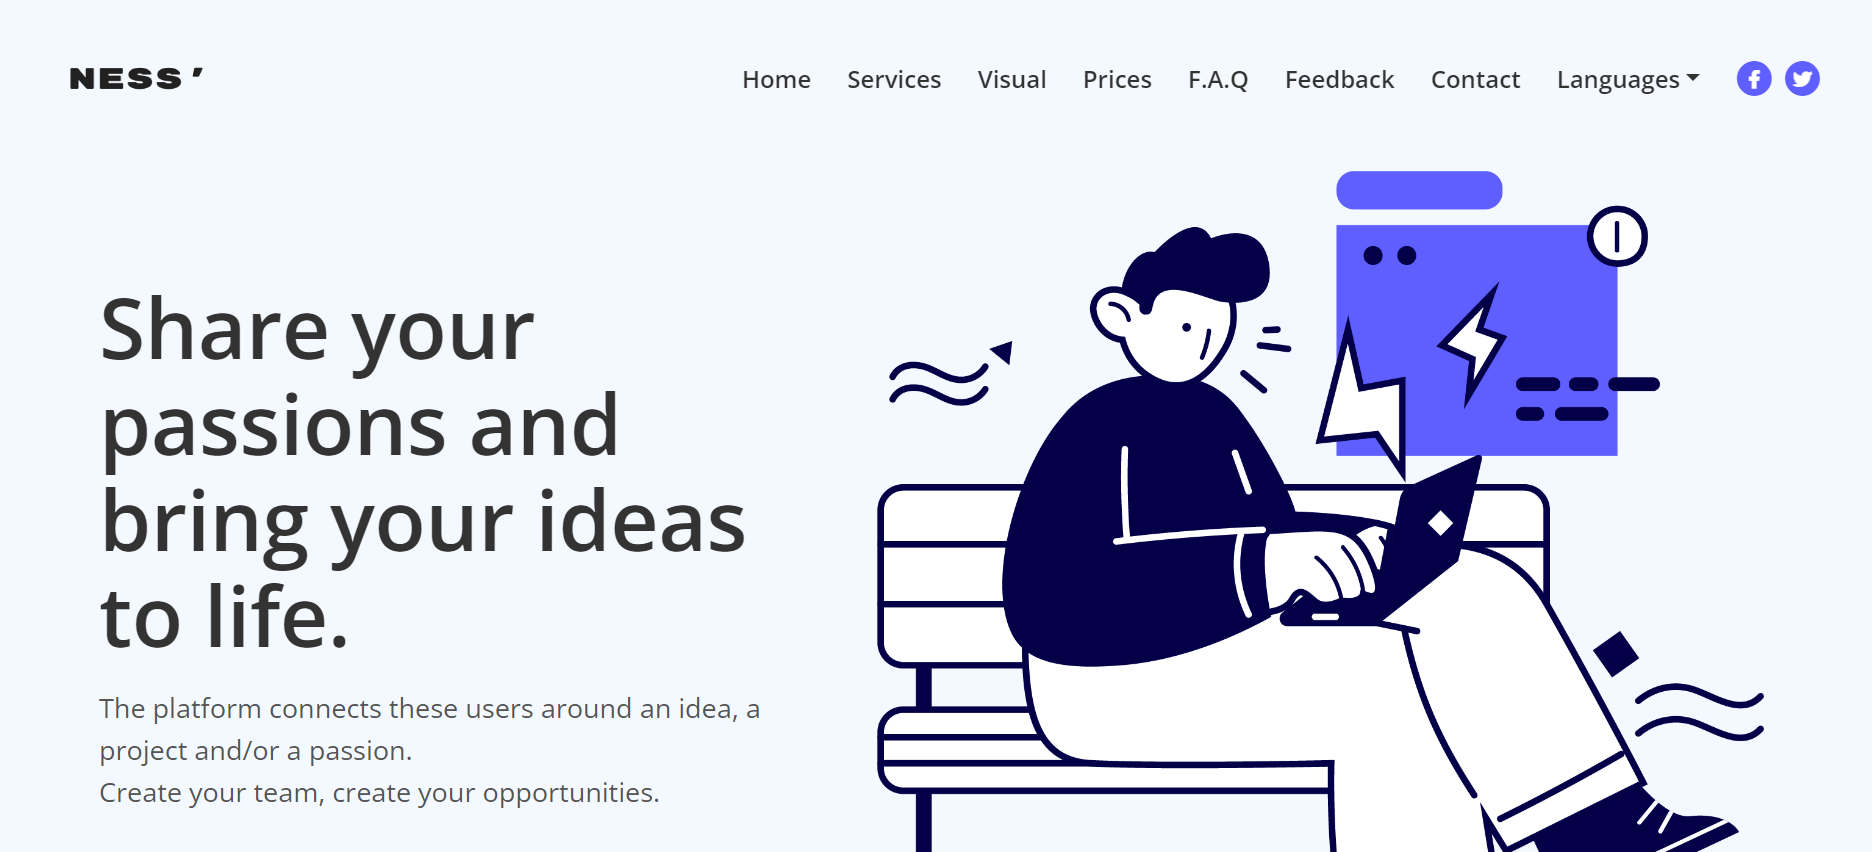 NESS’
Home Services Visual Prices F.A.Q Feedback Contact Languages
Share your
passions and
bring your ideas
to life.
The platform connects these users around an idea, a
project and/or a passion.
Create your team, create your opportunities.